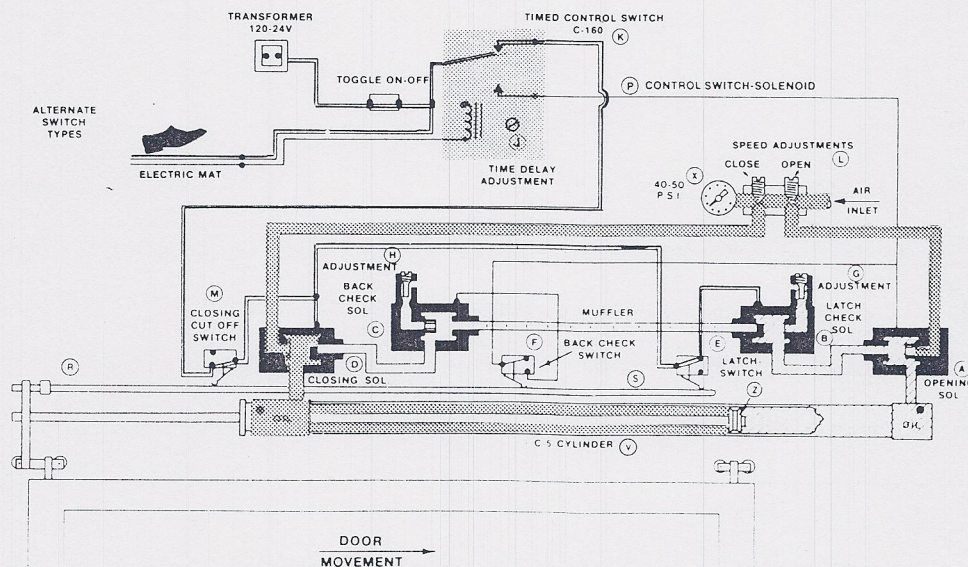 TRANSFORMER
120-24V
TIMED CONTROL SWITCH
C-160 K
TOGGLE ON-OFF
P CONTROL SWITCH-SOLENOID
ALTERNATE
SWITCH
TYPES
J
ELECTRIC MAT
TIME DELAY
ADJUSTMENT
SPEED ADJUSTMENTS L
CLOSE OPEN
X
40-50
P S I
AIR
INLET
H
ADJUSTMENT
BACK
CHECK
SOL
C
G
ADJUSTMENT
LATCH
CHECK
SOL
B
M
CLOSING
CUT OFF
SWITCH
MUFFLER
F
BACK CHECK
SWITCH
E
LATCH-
SWITCH
R
D
CLOSING SOL
S
A
OPENING
SOL
Z
C 5 CYLINDER V
DOOR
MOVEMENT